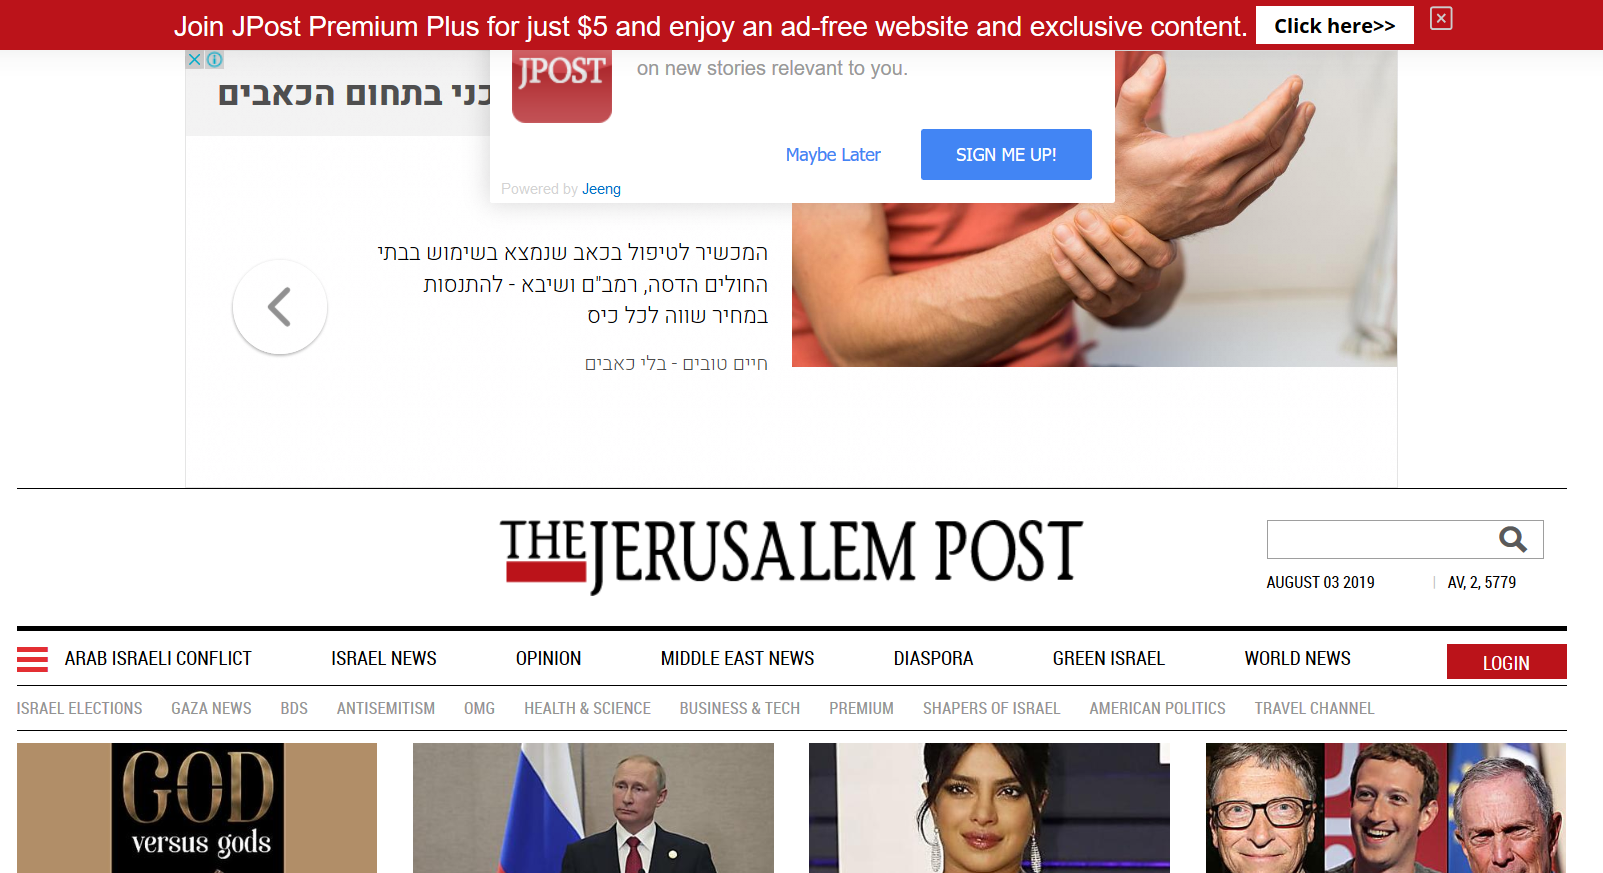 Join JPost Premium Plus for just $5 and enjoy an ad-free website and exclusive content. Click here>>
JPOST
on new stories relevant to you.
Maybe Later
SIGN ME UP!
Powered by Jeeng
בתחום הכאבים
המכשיר לטיפול בכאב שנמצא בשימוש בבתי
החולים הדסה, רמב"ם ושיבא - להתנסות
במחיר שווה לכל כיס
חיים טובים - בלי כאבים
THE JERUSALEM POST
AUGUST 03 2019 | AV, 2, 5779
ARAB ISRAELI CONFLICT ISRAEL NEWS OPINION MIDDLE EAST NEWS DIASPORA GREEN ISRAEL WORLD NEWS LOGIN
ISRAEL ELECTIONS GAZA NEWS BDS ANTISEMITISM OMG HEALTH & SCIENCE BUSINESS & TECH PREMIUM SHAPERS OF ISRAEL AMERICAN POLITICS TRAVEL CHANNEL
GOD
versus gods